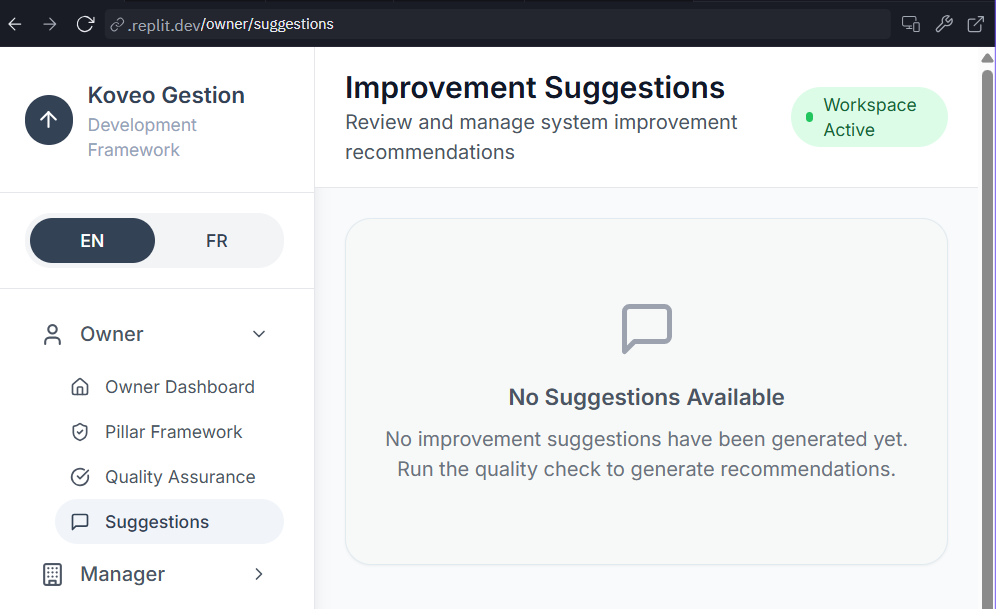 .replit.dev/owner/suggestions
Koveo Gestion
Development
Framework
EN
FR
Owner
Owner Dashboard
Pillar Framework
Quality Assurance
Suggestions
Manager
Improvement Suggestions
Review and manage system improvement
recommendations
Workspace
Active
No Suggestions Available
No improvement suggestions have been generated yet.
Run the quality check to generate recommendations.